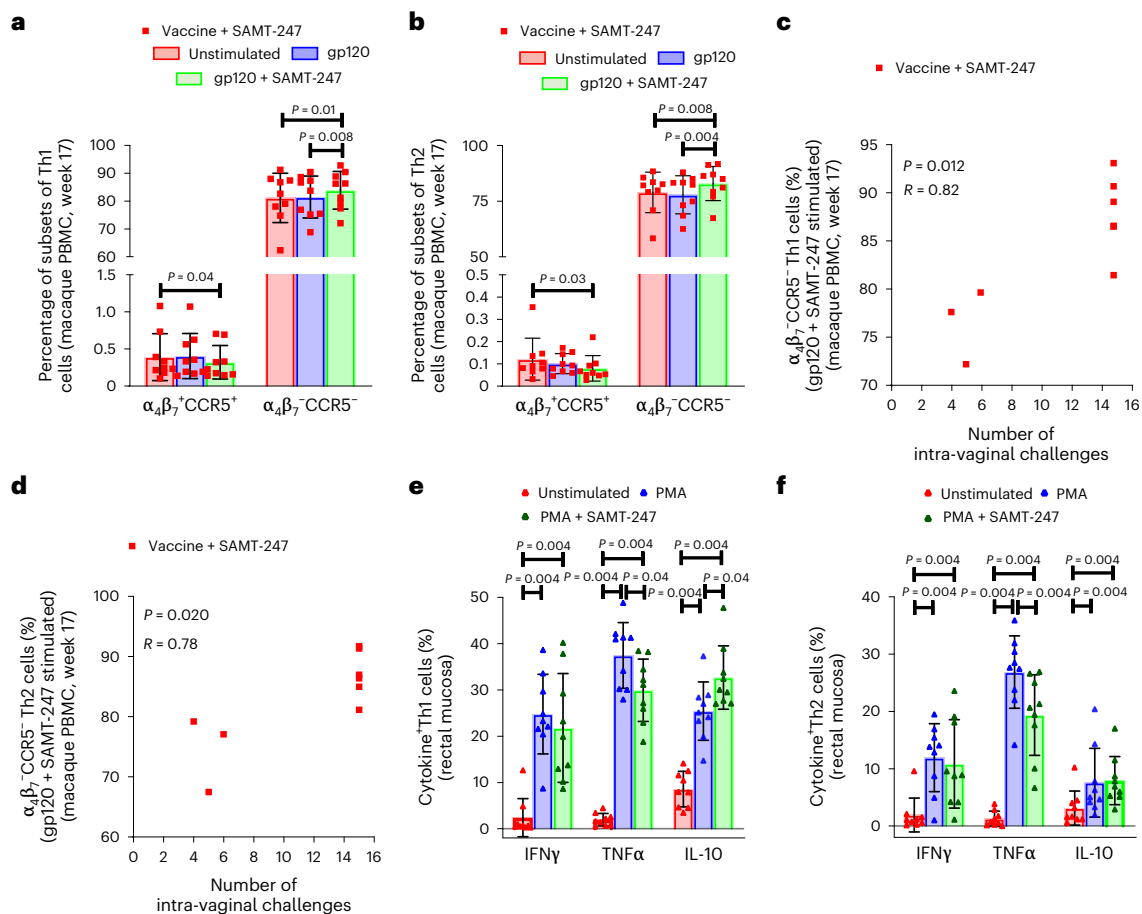 a
Vaccine + SAMT-247
Unstimulated
gp120
gp120 + SAMT-247
P = 0.01
P = 0.008
P = 0.04
Percentage of subsets of Th1
cells (macaque PBMC, week 17)
100
90
80
70
60
1.5
1.0
0.5
0
α4β7+CCR5+
α4β7−CCR5−
b
Vaccine + SAMT-247
Unstimulated
gp120
gp120 + SAMT-247
P = 0.008
P = 0.004
P = 0.03
Percentage of subsets of Th2
cells (macaque PBMC, week 17)
100
75
50
0.5
0.4
0.3
0.2
0.1
0
α4β7+CCR5+
α4β7−CCR5−
c
Vaccine + SAMT-247
P = 0.012
R = 0.82
α4β7−CCR5− Th1 cells (%)
(gp120 + SAMT-247 stimulated)
(macaque PBMC, week 17)
95
90
85
80
75
70
0 2 4 6 8 10 12 14 16
Number of
intra-vaginal challenges
d
Vaccine + SAMT-247
P = 0.020
R = 0.78
α4β7−CCR5− Th2 cells (%)
(gp120 + SAMT-247 stimulated)
(macaque PBMC, week 17)
100
90
80
70
60
0 2 4 6 8 10 12 14 16
Number of
intra-vaginal challenges
e
Unstimulated
PMA
PMA + SAMT-247
P = 0.004
P = 0.004
P = 0.004
P = 0.004
P = 0.004
P = 0.04
P = 0.004
P = 0.04
Cytokine+Th1 cells (%)
(rectal mucosa)
50
40
30
20
10
0
IFNγ
TNFα
IL-10
f
Unstimulated
PMA
PMA + SAMT-247
P = 0.004
P = 0.004
P = 0.004
P = 0.004
P = 0.004
P = 0.004
P = 0.004
Cytokine+Th2 cells (%)
(rectal mucosa)
40
30
20
10
0
IFNγ
TNFα
IL-10